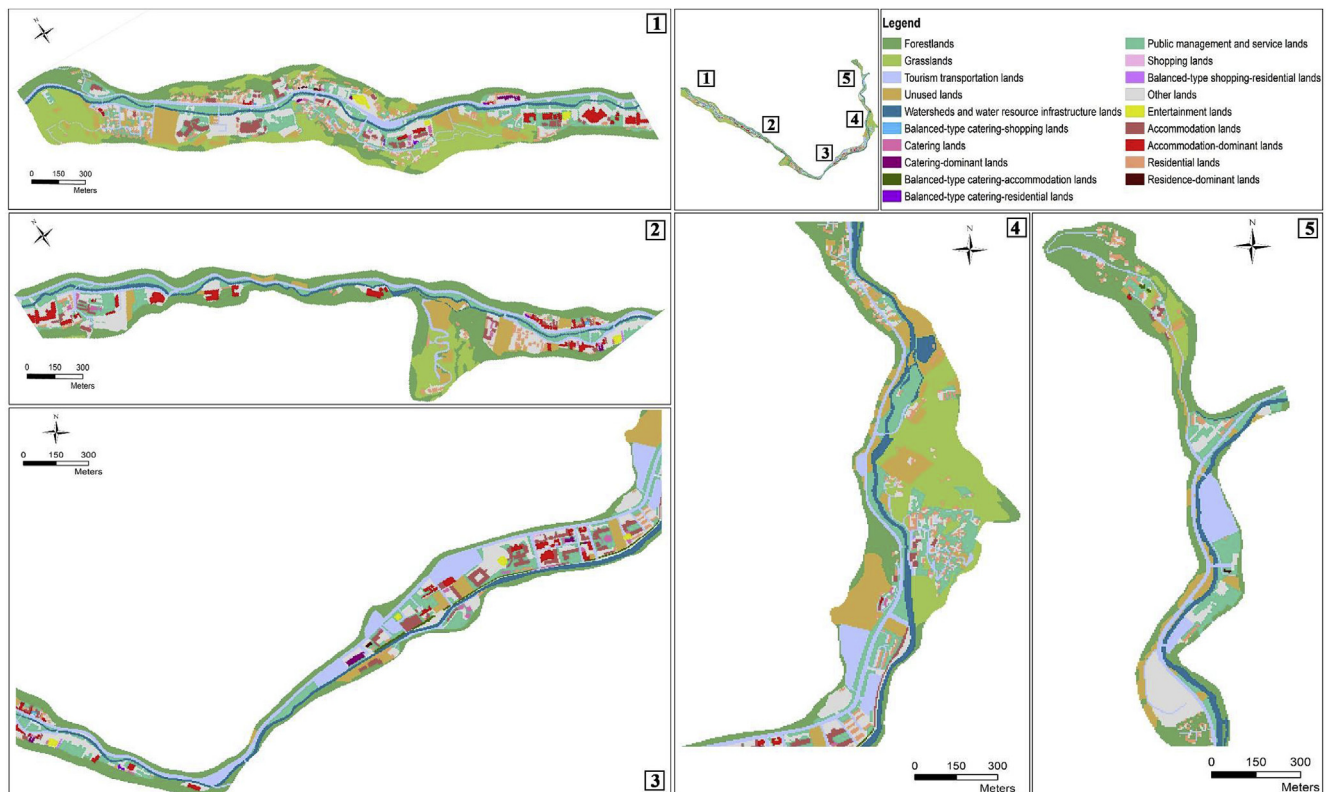 N
1
0 150 300
Meters
N
2
0 150 300
Meters
N
0 150 300
Meters
3
1
2
3
4
5
Legend
Forestlands
Grasslands
Tourism transportation lands
Unused lands
Watersheds and water resource infrastructure lands
Balanced-type catering-shopping lands
Catering lands
Catering-dominant lands
Balanced-type catering-accommodation lands
Balanced-type catering-residential lands
Public management and service lands
Shopping lands
Balanced-type shopping-residential lands
Other lands
Entertainment lands
Accommodation lands
Accommodation-dominant lands
Residential lands
Residence-dominant lands
4
N
0 150 300
Meters
5
N
0 150 300
Meters